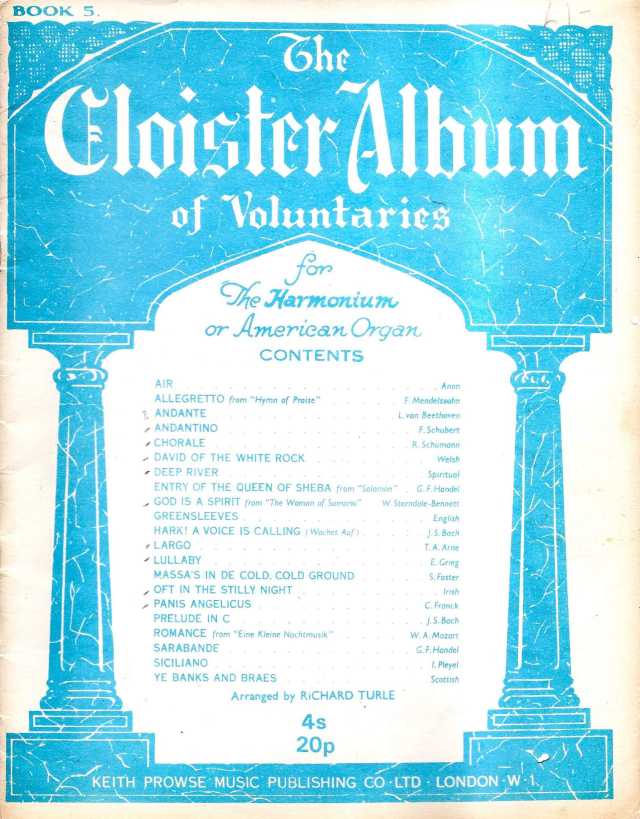 BOOK 5.
6/-
The
Cloister Album
of Voluntaries
for
The Harmonium
or American Organ
CONTENTS
AIR Anon
ALLEGRETTO from "Hymn of Praise" F. Mendelssohn
ANDANTE L. van Beethoven
ANDANTINO F. Schubert
CHORALE R. Schumann
DAVID OF THE WHITE ROCK Welsh
DEEP RIVER Spiritual
ENTRY OF THE QUEEN OF SHEBA from "Solomon" G. F. Handel
GOD IS A SPIRIT from "The Woman of Samaria" W. Sterndale-Bennett
GREENSLEEVES English
HARK! A VOICE IS CALLING (Wachet Auf) J. S. Bach
LARGO T. A. Arne
LULLABY E. Grieg
MASSA'S IN DE COLD, COLD GROUND S. Foster
OFT IN THE STILLY NIGHT Irish
PANIS ANGELICUS C. Franck
PRELUDE IN C J. S. Bach
ROMANCE from "Eine Kleine Nachtmusik" W. A. Mozart
SARABANDE G. F. Handel
SICILIANO I. Pleyel
YE BANKS AND BRAES Scottish
Arranged by RICHARD TURLE
4s
20p
KEITH PROWSE MUSIC PUBLISHING CO · LTD · LONDON · W · 1.